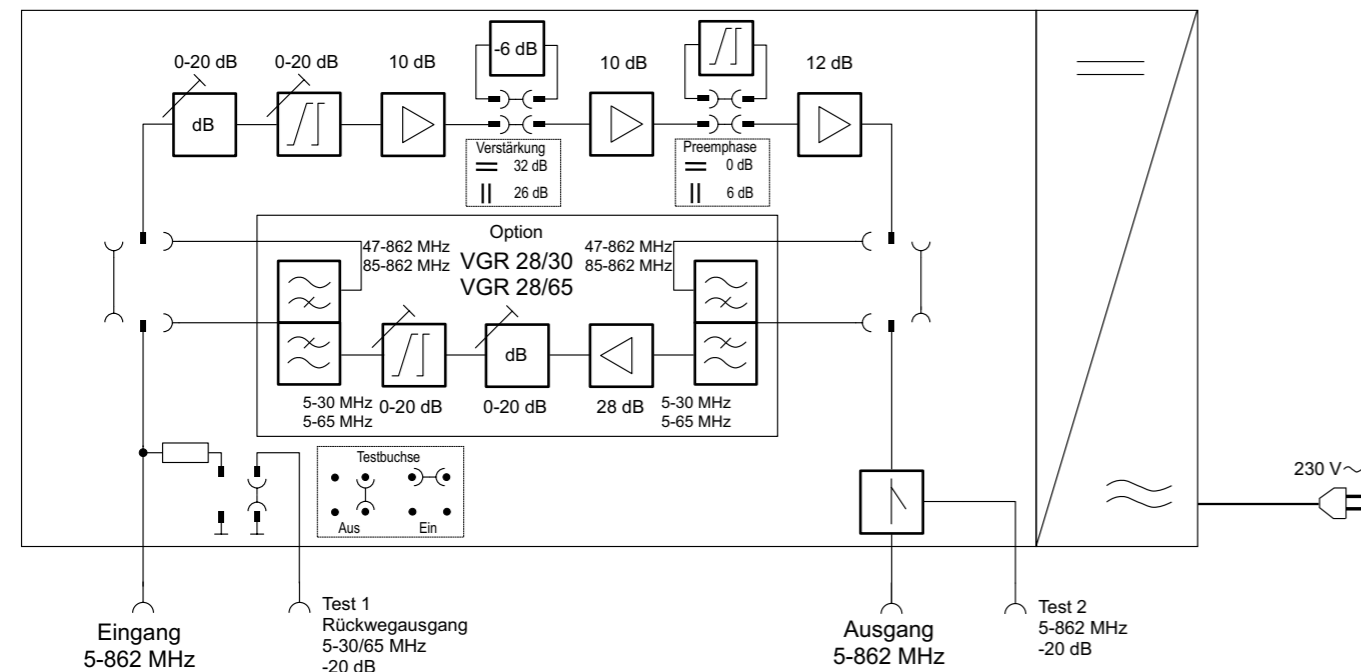 -6 dB
0-20 dB
0-20 dB
10 dB
10 dB
12 dB
dB
Verstärkung
32 dB
26 dB
Preemphase
0 dB
6 dB
Option
47-862 MHz
85-862 MHz
VGR 28/30
VGR 28/65
47-862 MHz
85-862 MHz
dB
5-30 MHz
5-65 MHz
0-20 dB
0-20 dB
28 dB
5-30 MHz
5-65 MHz
Testbuchse
Aus
Ein
230 V~
Eingang
5-862 MHz
Test 1
Rückwegausgang
5-30/65 MHz
-20 dB
Ausgang
5-862 MHz
Test 2
5-862 MHz
-20 dB